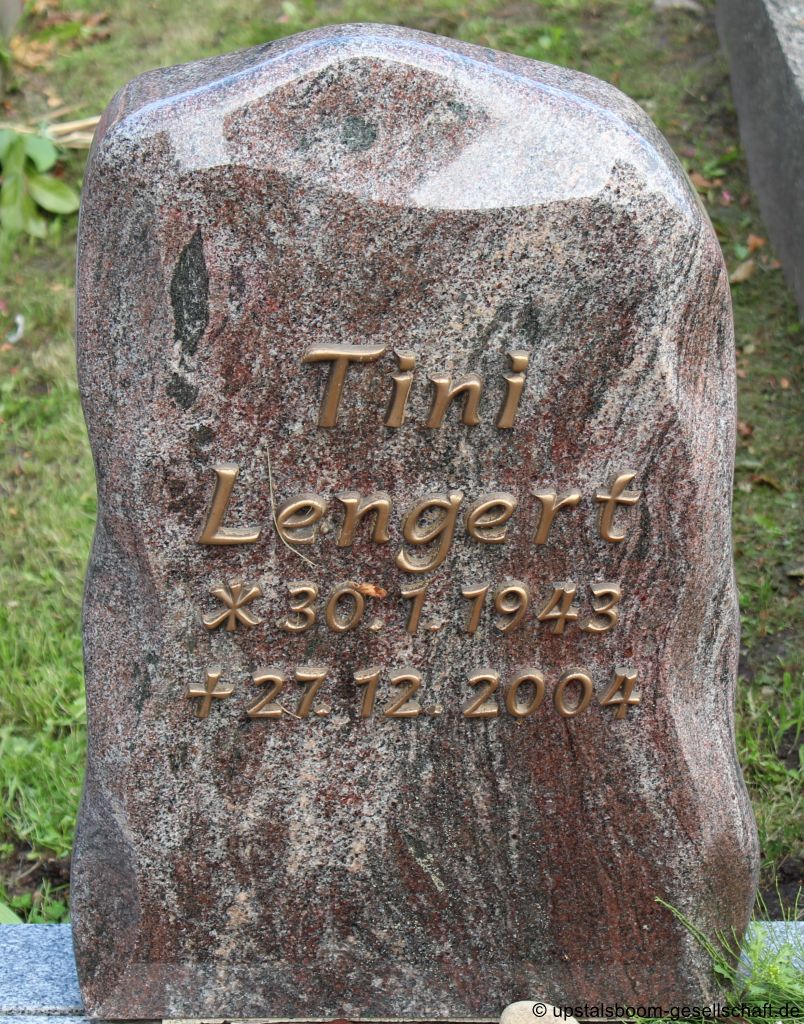 Tini
Lengert
* 30. 1. 1943
+ 27. 12. 2004
© upstalsboom-gesellschaft.de